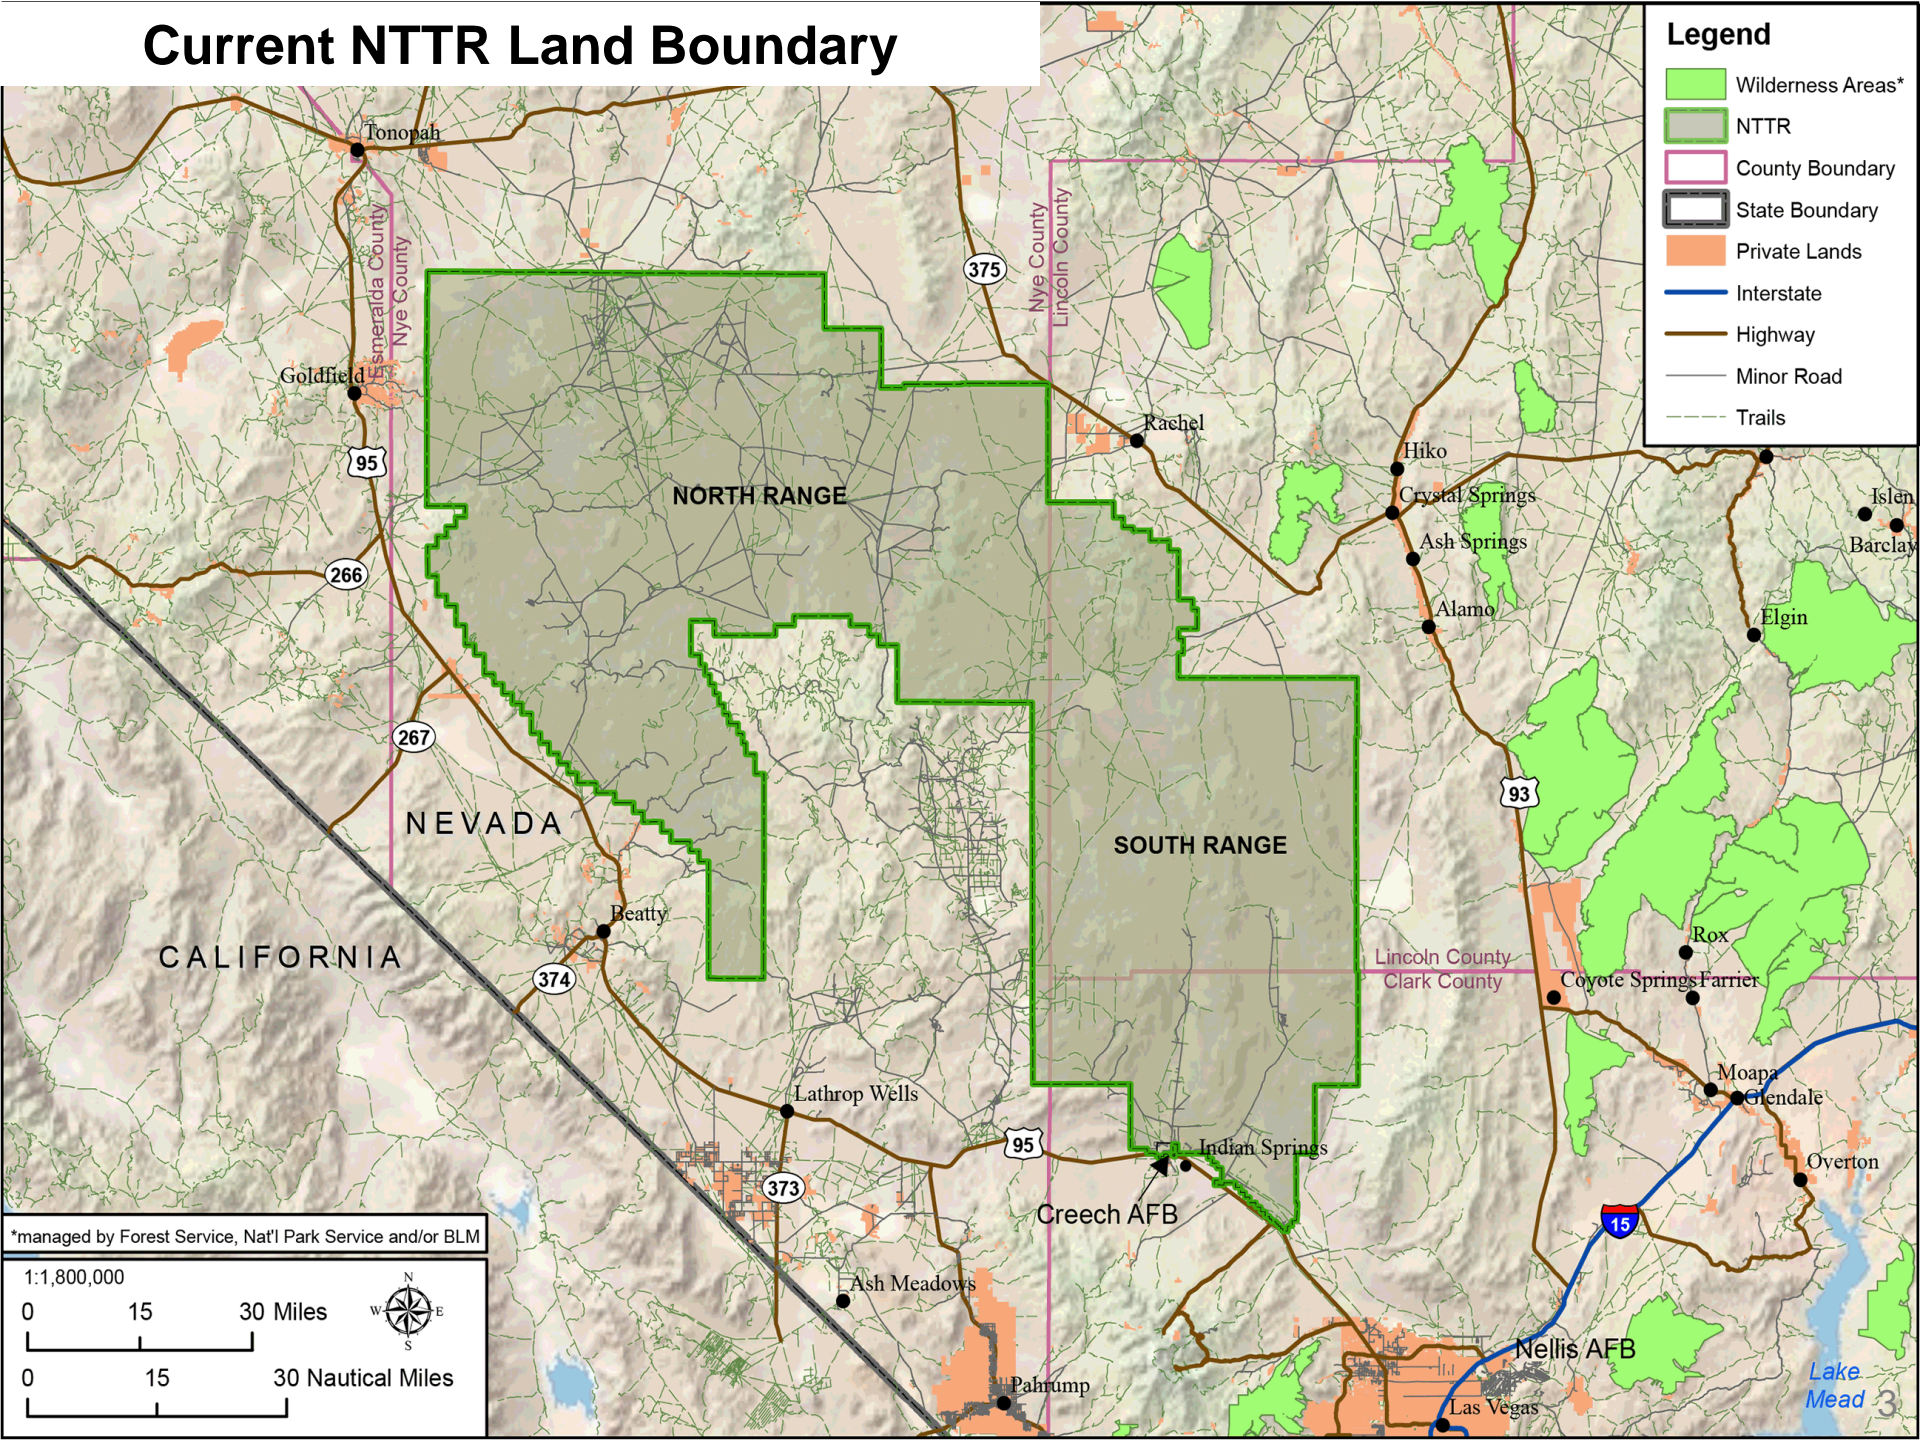 Current NTTR Land Boundary
Legend
Wilderness Areas*
NTTR
County Boundary
State Boundary
Private Lands
Interstate
Highway
Minor Road
Trails
Tonopah
Esmeralda County
Nye County
375
Nye County
Lincoln County
Goldfield
95
Rachel
Hiko
Crystal Springs
Ash Springs
Alamo
Islen
Barclay
Elgin
NORTH RANGE
266
267
93
NEVADA
SOUTH RANGE
Beatty
CALIFORNIA
374
Lincoln County
Clark County
Rox
Coyote Springs
Farrier
Moapa
Glendale
Lathrop Wells
95
Indian Springs
373
Creech AFB
Overton
15
*managed by Forest Service, Nat'l Park Service and/or BLM
1:1,800,000
0 15 30 Miles
0 15 30 Nautical Miles
N
W E
S
Ash Meadows
Pahrump
Nellis AFB
Las Vegas
Lake
Mead
3